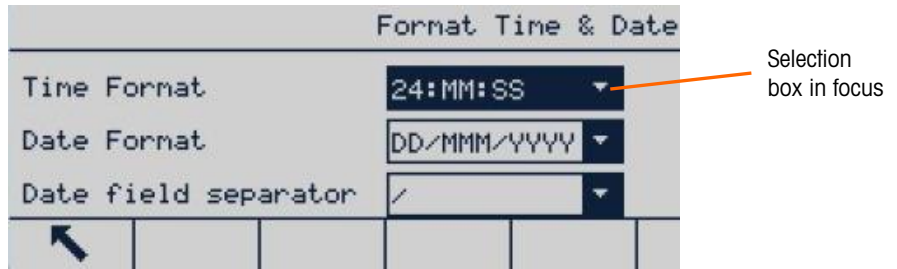 Format Time & Date
Time Format 24:MM:SS
Date Format DD/MMM/YYYY
Date field separator /
Selection
box in focus